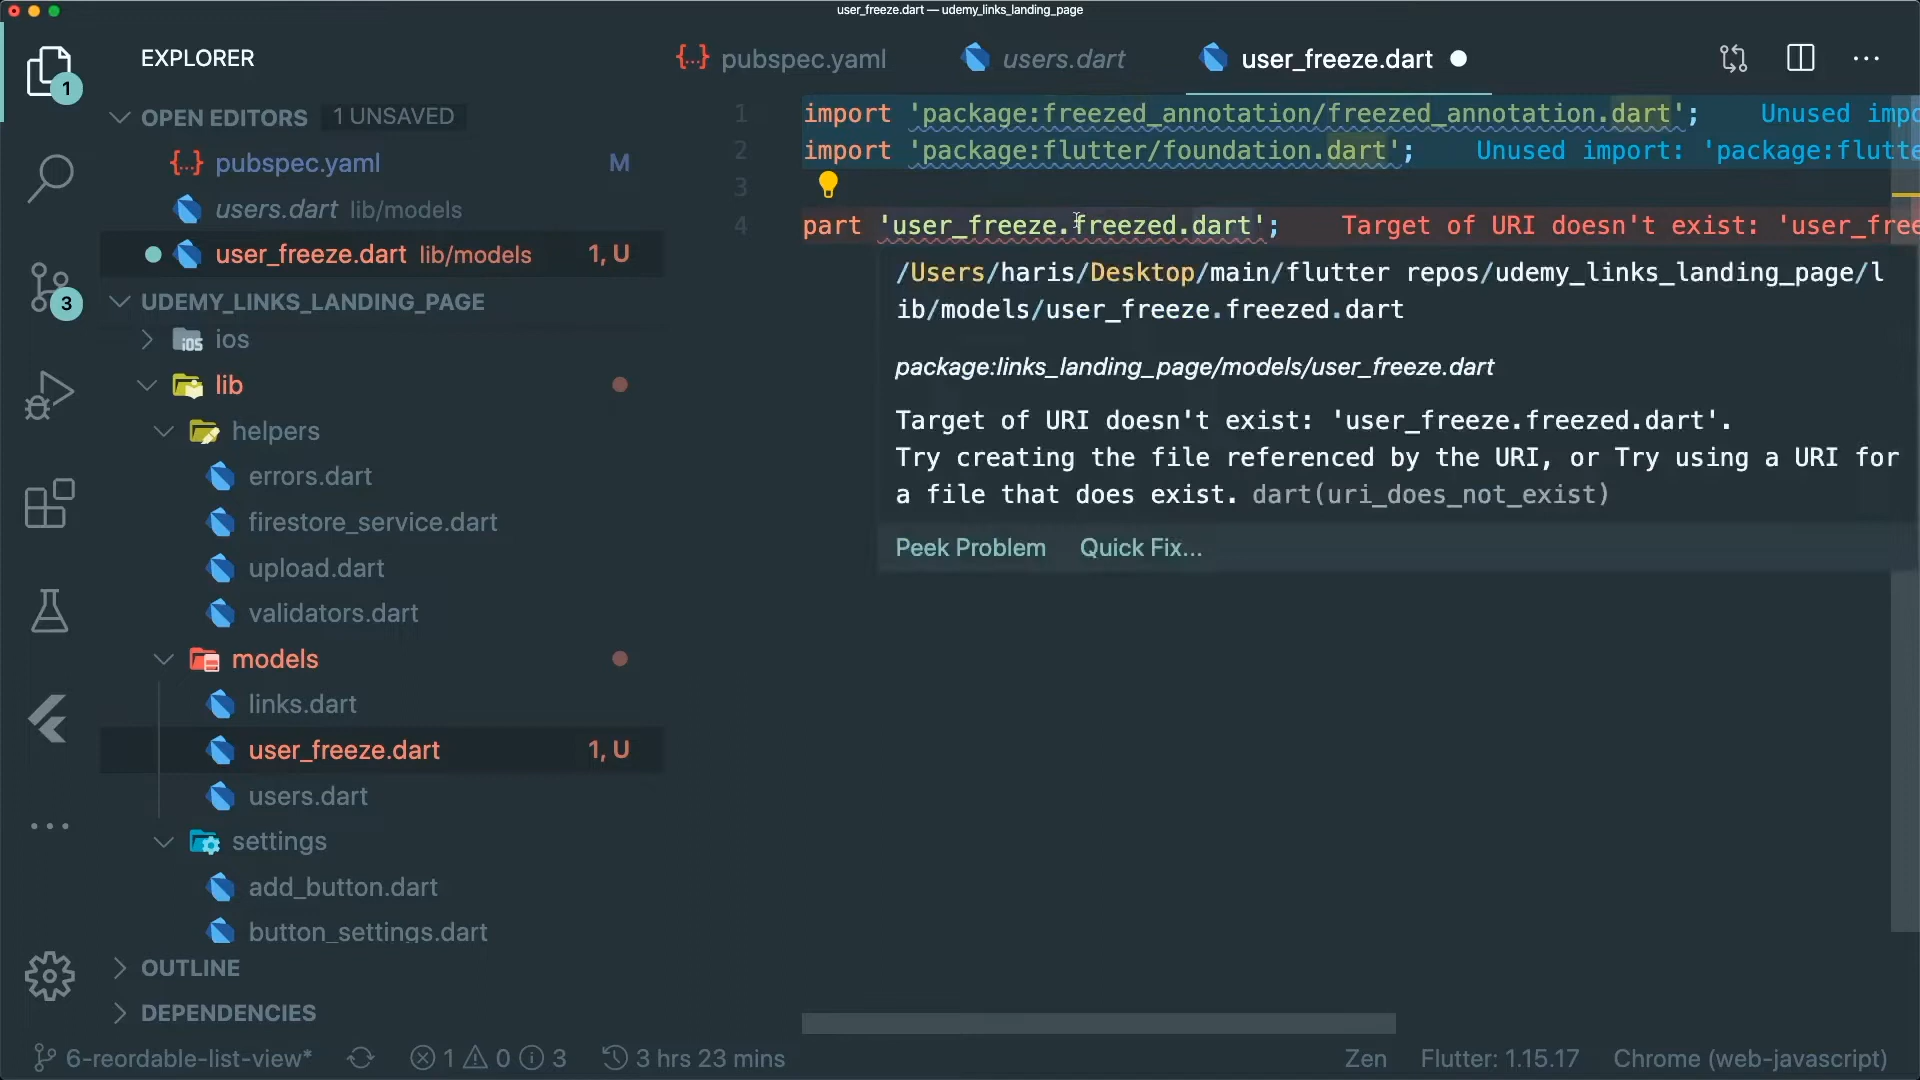 user_freeze.dart — udemy_links_landing_page
EXPLORER
{...} pubspec.yaml
users.dart
user_freeze.dart
1
OPEN EDITORS 1 UNSAVED
{...} pubspec.yaml M
users.dart lib/models
user_freeze.dart lib/models 1, U
3
UDEMY_LINKS_LANDING_PAGE
iOS ios
lib
helpers
errors.dart
firestore_service.dart
upload.dart
validators.dart
models
links.dart
user_freeze.dart 1, U
users.dart
settings
add_button.dart
button_settings.dart
OUTLINE
DEPENDENCIES
1 import 'package:freezed_annotation/freezed_annotation.dart'; Unused impo
2 import 'package:flutter/foundation.dart'; Unused import: 'package:flutte
3
4 part 'user_freeze.freezed.dart'; Target of URI doesn't exist: 'user_free
/Users/haris/Desktop/main/flutter repos/udemy_links_landing_page/l
ib/models/user_freeze.freezed.dart
package:links_landing_page/models/user_freeze.dart
Target of URI doesn't exist: 'user_freeze.freezed.dart'.
Try creating the file referenced by the URI, or Try using a URI for
a file that does exist. dart(uri_does_not_exist)
Peek Problem Quick Fix...
6-reordable-list-view* 1 0 3 3 hrs 23 mins Zen Flutter: 1.15.17 Chrome (web-javascript)